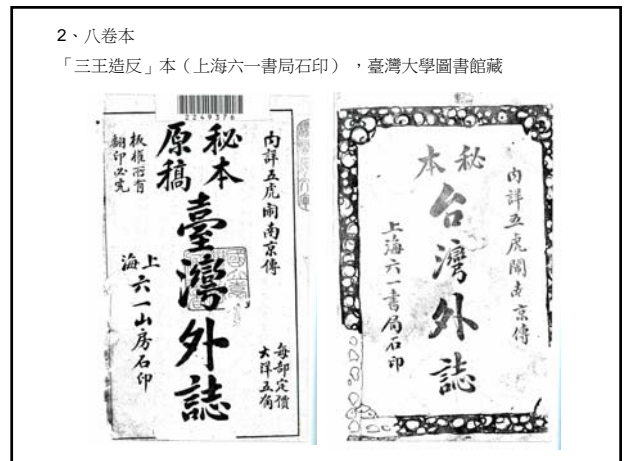 2、八卷本
「三王造反」本（上海六一書局石印），臺灣大學圖書館藏
2249376
內詳五虎鬧南京傳
秘本
原稿
臺灣外誌
每部定價
大洋五角
板權所有
翻印必究
上海
六一山房石印
內詳五虎鬧南京傳
秘本
台灣外誌
上海六一書局石印